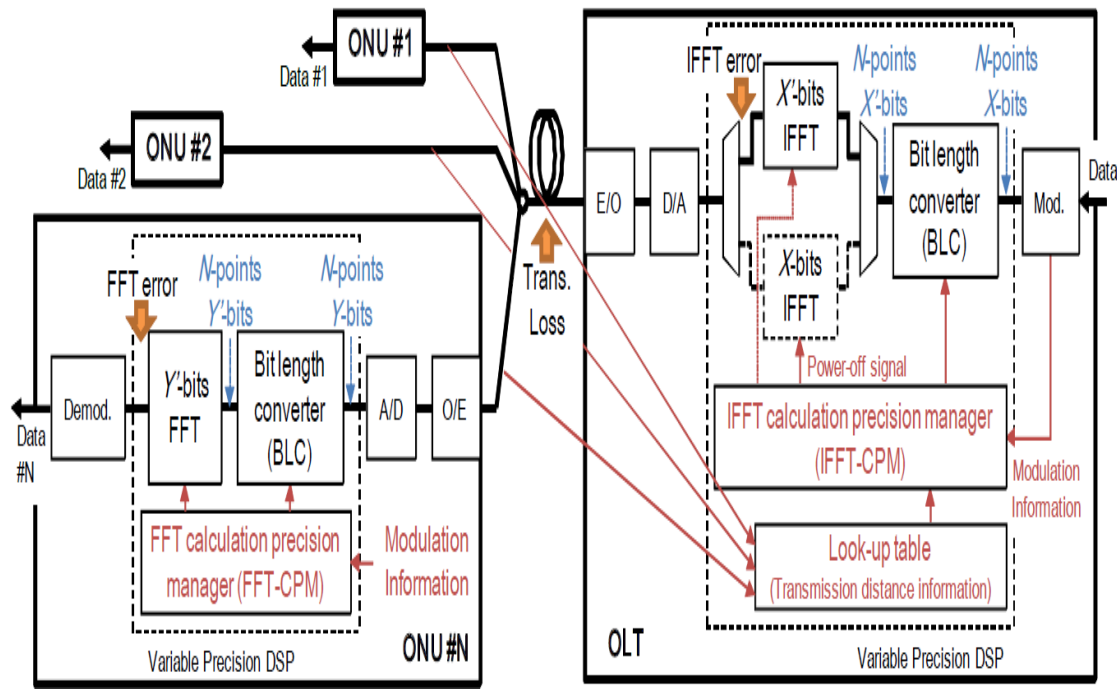 ONU #1
Data #1
ONU #2
Data #2
IFFT error
X'-bits
IFFT
N-points
X'-bits
N-points
X-bits
Bit length
converter
(BLC)
Data
E/O
D/A
Mod.
X-bits
IFFT
Trans.
Loss
Power-off signal
IFFT calculation precision
manager
(IFFT-CPM)
Modulation
Information
Look-up table
(Transmission distance information)
OLT
Variable Precision DSP
FFT error
N-points
Y'-bits
N-points
Y-bits
Demod.
Y'-bits
FFT
Bit length
converter
(BLC)
A/D
O/E
Data
#N
FFT calculation precision
manager (FFT-CPM)
Modulation
Information
ONU #N
Variable Precision DSP